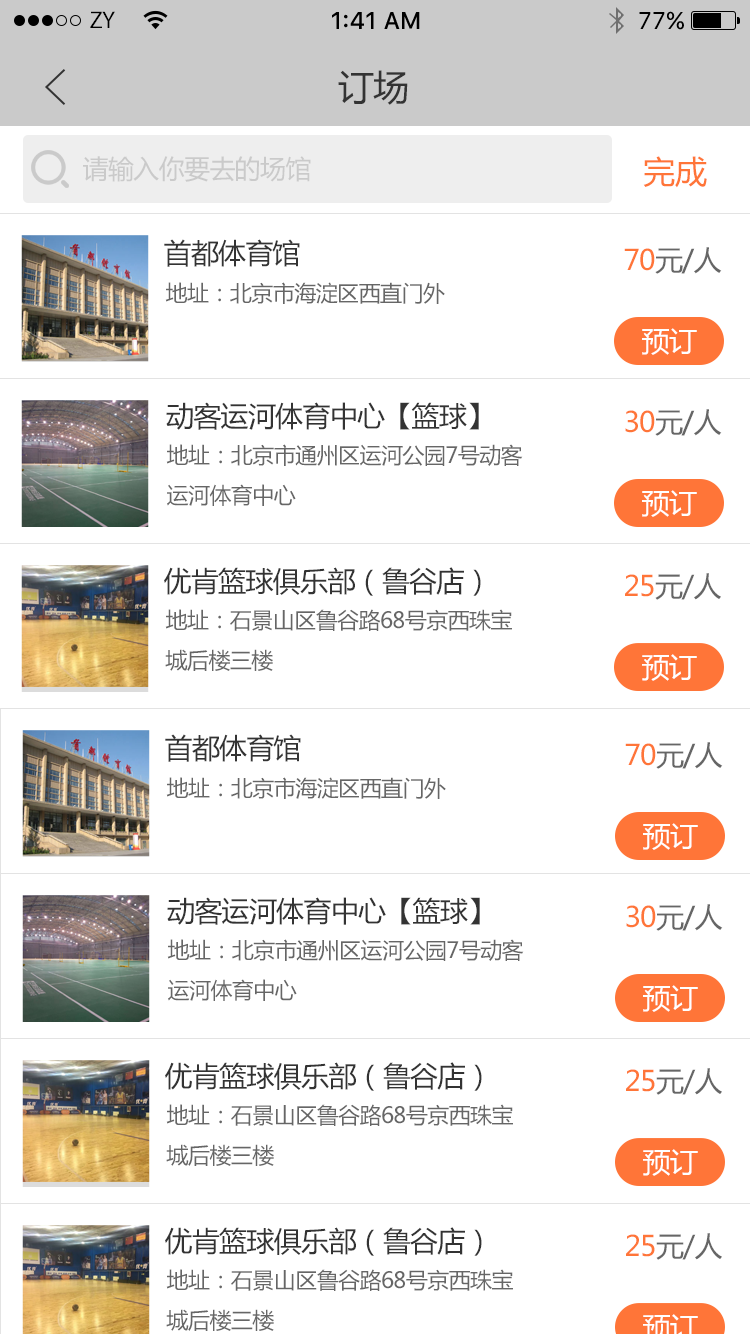 ZY 1:41 AM 77%
订场
请输入你要去的场馆 完成
首都体育馆
首都体育馆 70元/人
地址：北京市海淀区西直门外
预订
动客运河体育中心【篮球】 30元/人
地址：北京市通州区运河公园7号动客
运河体育中心 预订
优肯篮球俱乐部（鲁谷店） 25元/人
地址：石景山区鲁谷路68号京西珠宝
城后楼三楼 预订
首都体育馆
首都体育馆 70元/人
地址：北京市海淀区西直门外
预订
动客运河体育中心【篮球】 30元/人
地址：北京市通州区运河公园7号动客
运河体育中心 预订
优肯篮球俱乐部（鲁谷店） 25元/人
地址：石景山区鲁谷路68号京西珠宝
城后楼三楼 预订
优肯篮球俱乐部（鲁谷店） 25元/人
地址：石景山区鲁谷路68号京西珠宝
城后楼三楼 预订